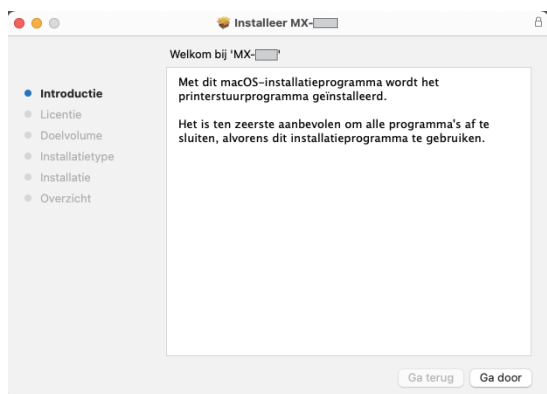 Installeer MX-
Welkom bij 'MX- '
Introductie
Licentie
Doelvolume
Installatietype
Installatie
Overzicht
Met dit macOS-installatieprogramma wordt het
printerstuurprogramma geïnstalleerd.
Het is ten zeerste aanbevolen om alle programma's af te
sluiten, alvorens dit installatieprogramma te gebruiken.
Ga terug
Ga door